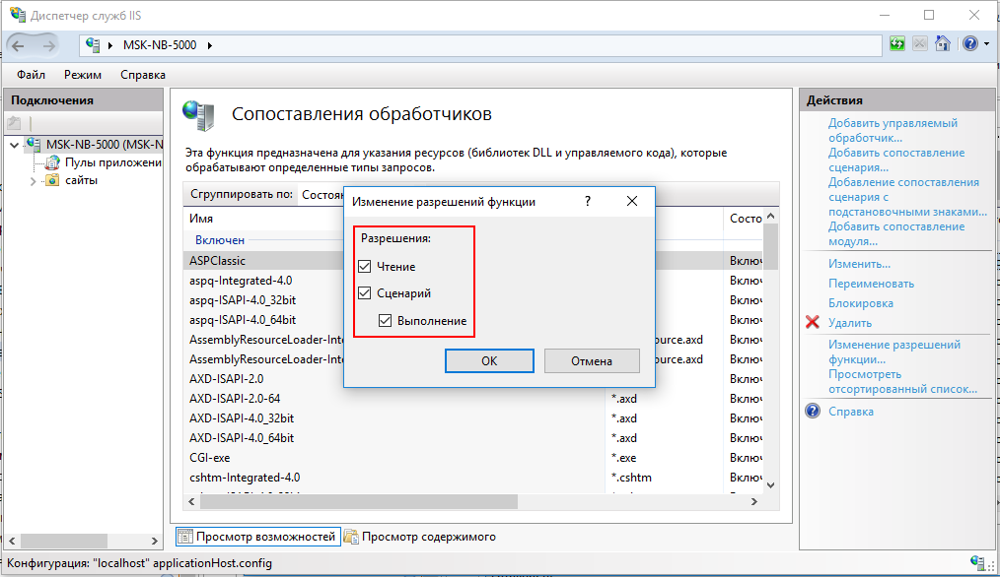 Диспетчер служб IIS
MSK-NB-5000
Файл Режим Справка
Подключения
MSK-NB-5000 (MSK-N
Пулы приложени
сайты
Сопоставления обработчиков
Эта функция предназначена для указания ресурсов (библиотек DLL и управляемого кода), которые
обрабатывают определенные типы запросов.
Сгруппировать по: Состоян
Имя Состо
Включен
ASPClassic Включ
aspq-Integrated-4.0 Включ
aspq-ISAPI-4.0_32bit Включ
aspq-ISAPI-4.0_64bit Включ
AssemblyResourceLoader-Inte ource.axd Включ
AssemblyResourceLoader-Inte ource.axd Включ
AXD-ISAPI-2.0 Включ
AXD-ISAPI-2.0-64 *.axd Включ
AXD-ISAPI-4.0_32bit *.axd Включ
AXD-ISAPI-4.0_64bit *.axd Включ
CGI-exe *.exe Включ
cshtm-Integrated-4.0 *.cshtm Включ
Изменение разрешений функции ?
Разрешения:
Чтение
Сценарий
Выполнение
OK Отмена
Просмотр возможностей Просмотр содержимого
Действия
Добавить управляемый
обработчик...
Добавить сопоставление
сценария...
Добавление сопоставления
сценария с
подстановочными знаками...
Добавить сопоставление
модуля...
Изменить...
Переименовать
Блокировка
Удалить
Изменение разрешений
функции...
Просмотреть
отсортированный список...
Справка
Конфигурация: "localhost" applicationHost.config